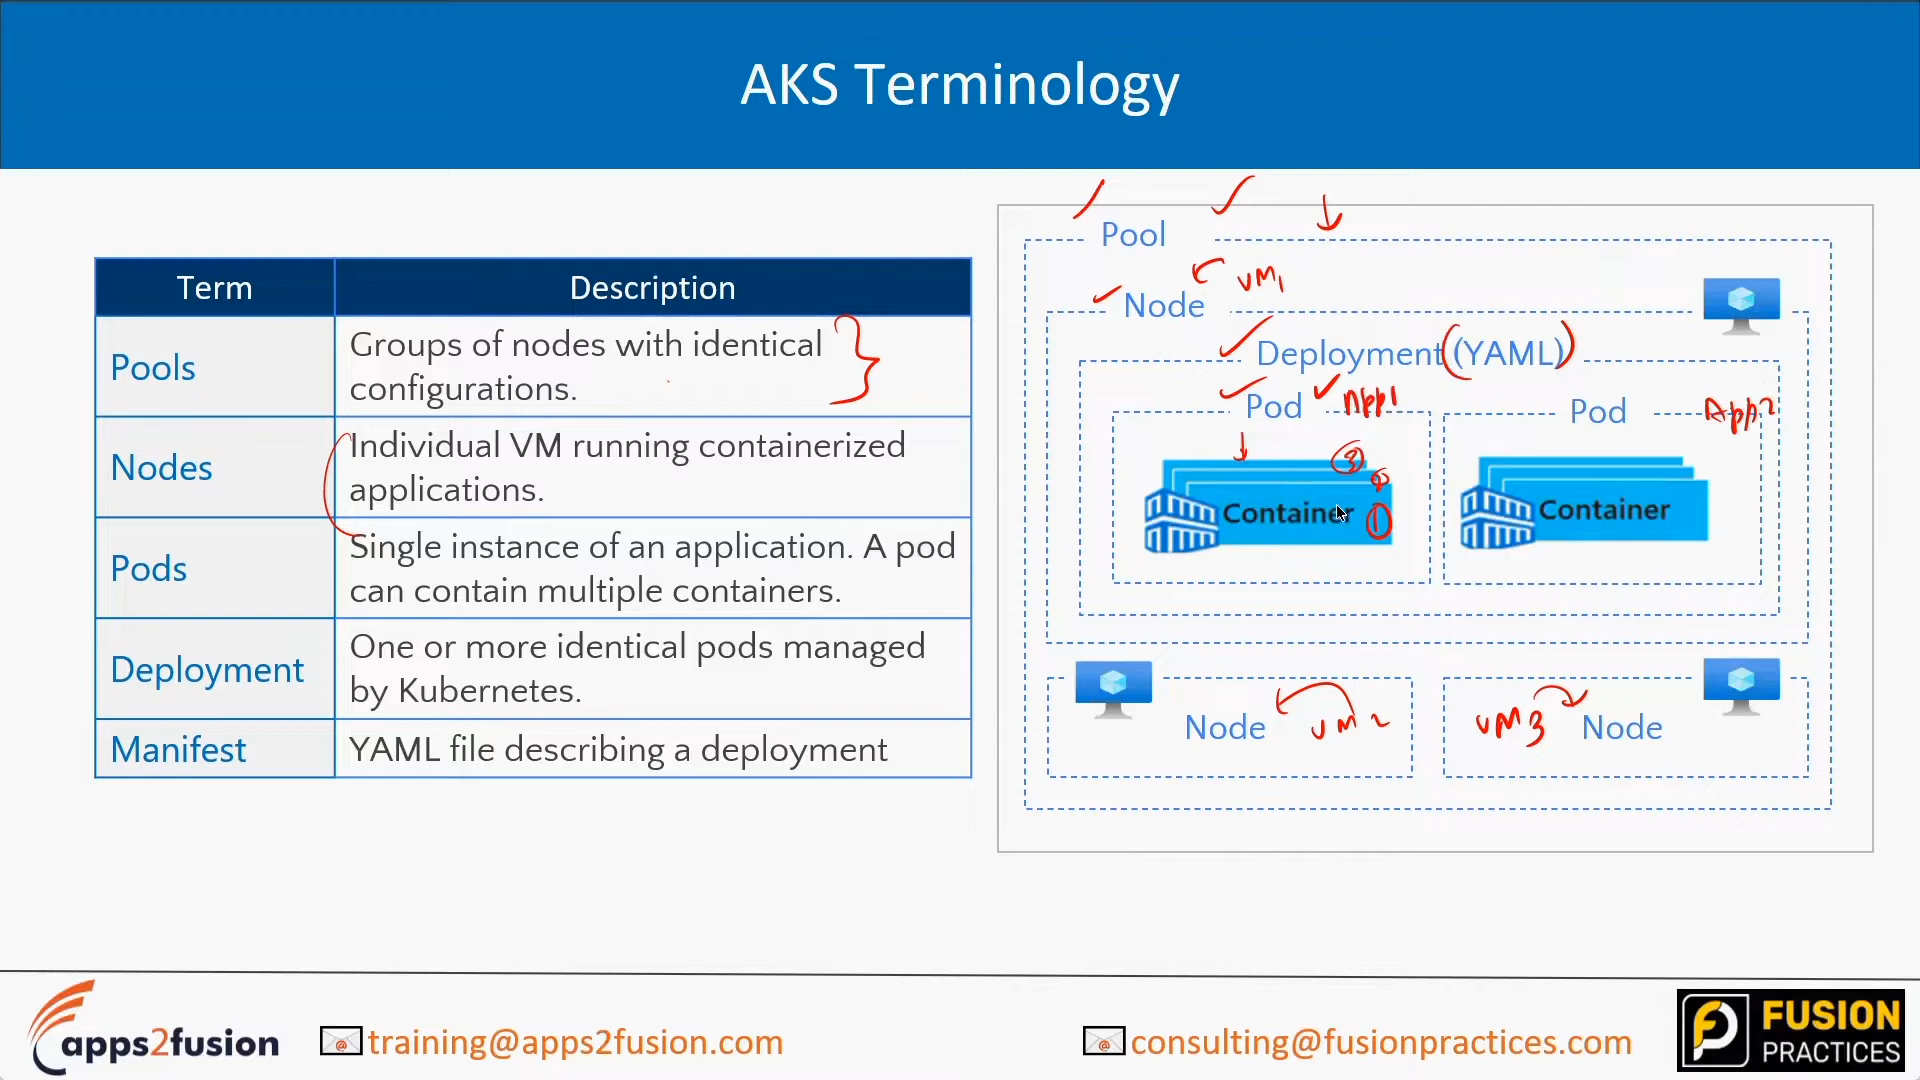 AKS Terminology
Term Description
Pools Groups of nodes with identical
configurations.
Nodes Individual VM running containerized
applications.
Pods Single instance of an application. A pod
can contain multiple containers.
Deployment One or more identical pods managed
by Kubernetes.
Manifest YAML file describing a deployment
Pool
Node VM1
Deployment (YAML)
Pod App1
Pod App2
3
2
Container 1
Container
Node VM2
VM3 Node
apps2fusion
training@apps2fusion.com
consulting@fusionpractices.com
FUSION
PRACTICES